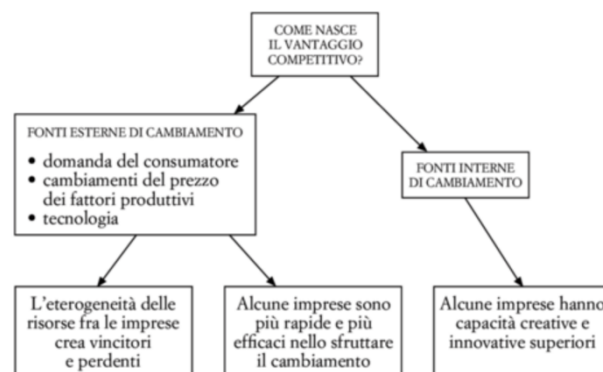 COME NASCE
IL VANTAGGIO
COMPETITIVO?
FONTI ESTERNE DI CAMBIAMENTO
• domanda del consumatore
• cambiamenti del prezzo
dei fattori produttivi
• tecnologia
FONTI INTERNE
DI CAMBIAMENTO
L'eterogeneità delle
risorse fra le imprese
crea vincitori
e perdenti
Alcune imprese sono
più rapide e più
efficaci nello sfruttare
il cambiamento
Alcune imprese hanno
capacità creative e
innovative superiori